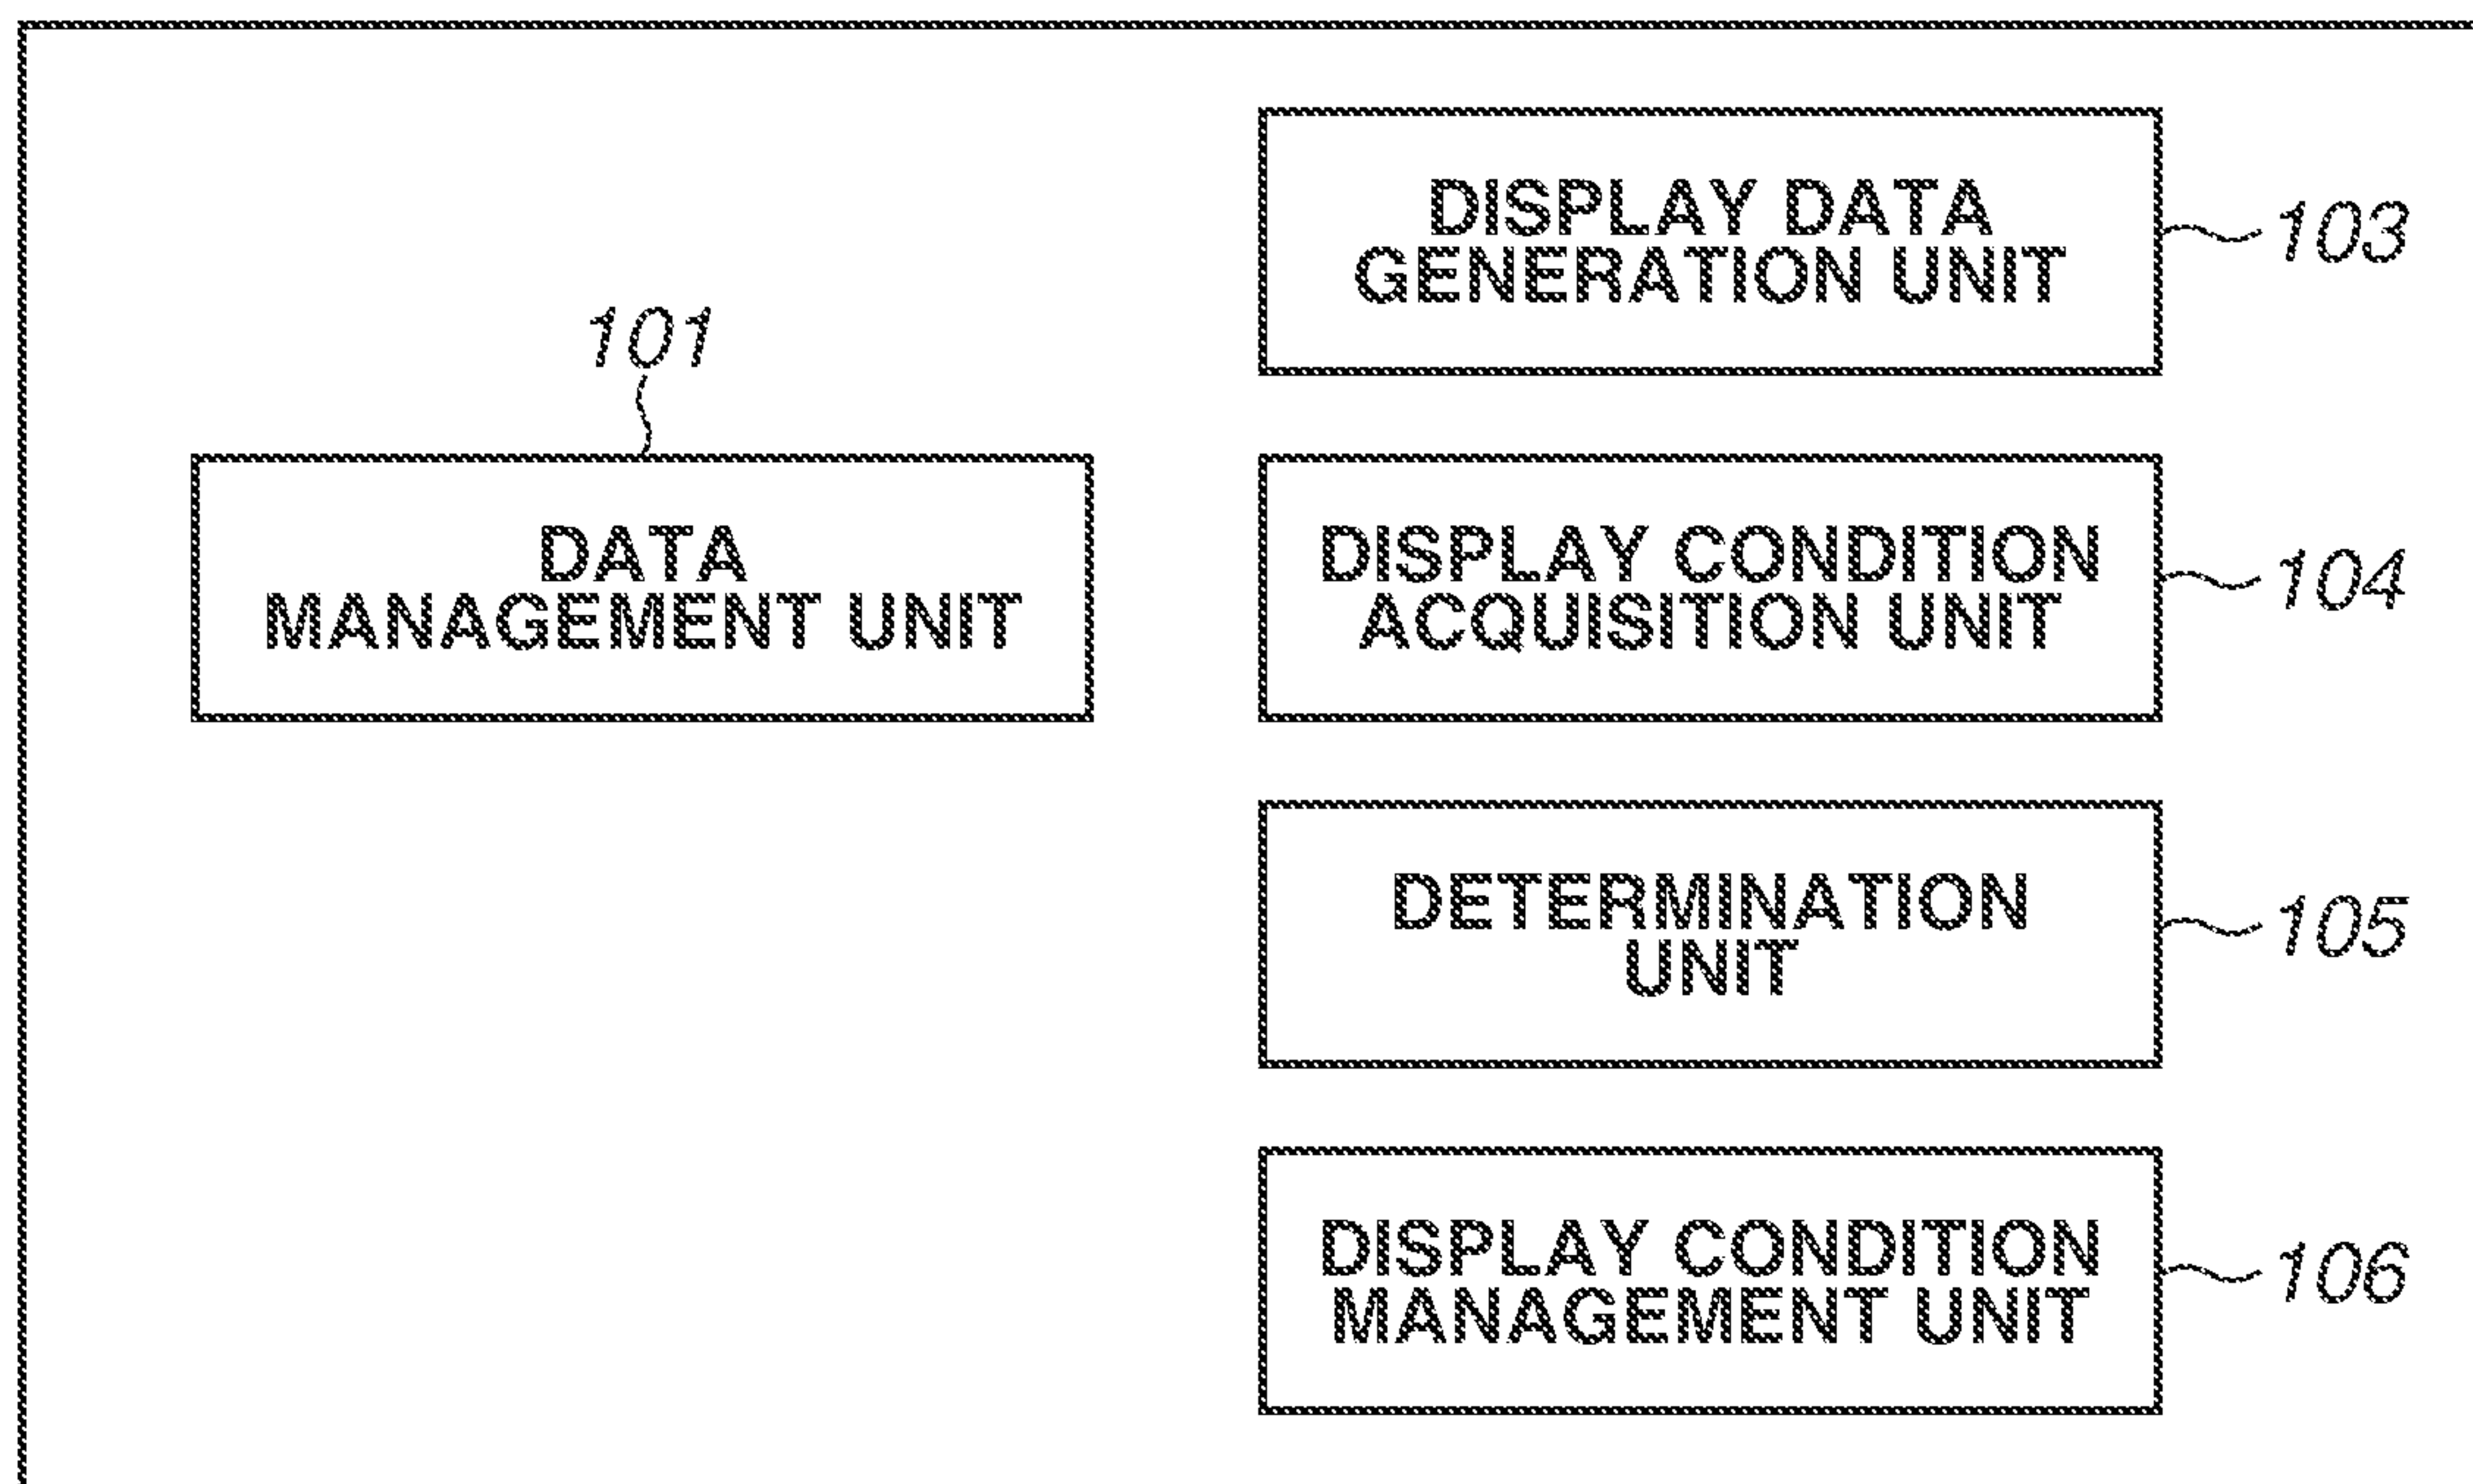 101
DATA
MANAGEMENT UNIT
DISPLAY DATA
GENERATION UNIT
103
DISPLAY CONDITION
ACQUISITION UNIT
104
DETERMINATION
UNIT
105
DISPLAY CONDITION
MANAGEMENT UNIT
106